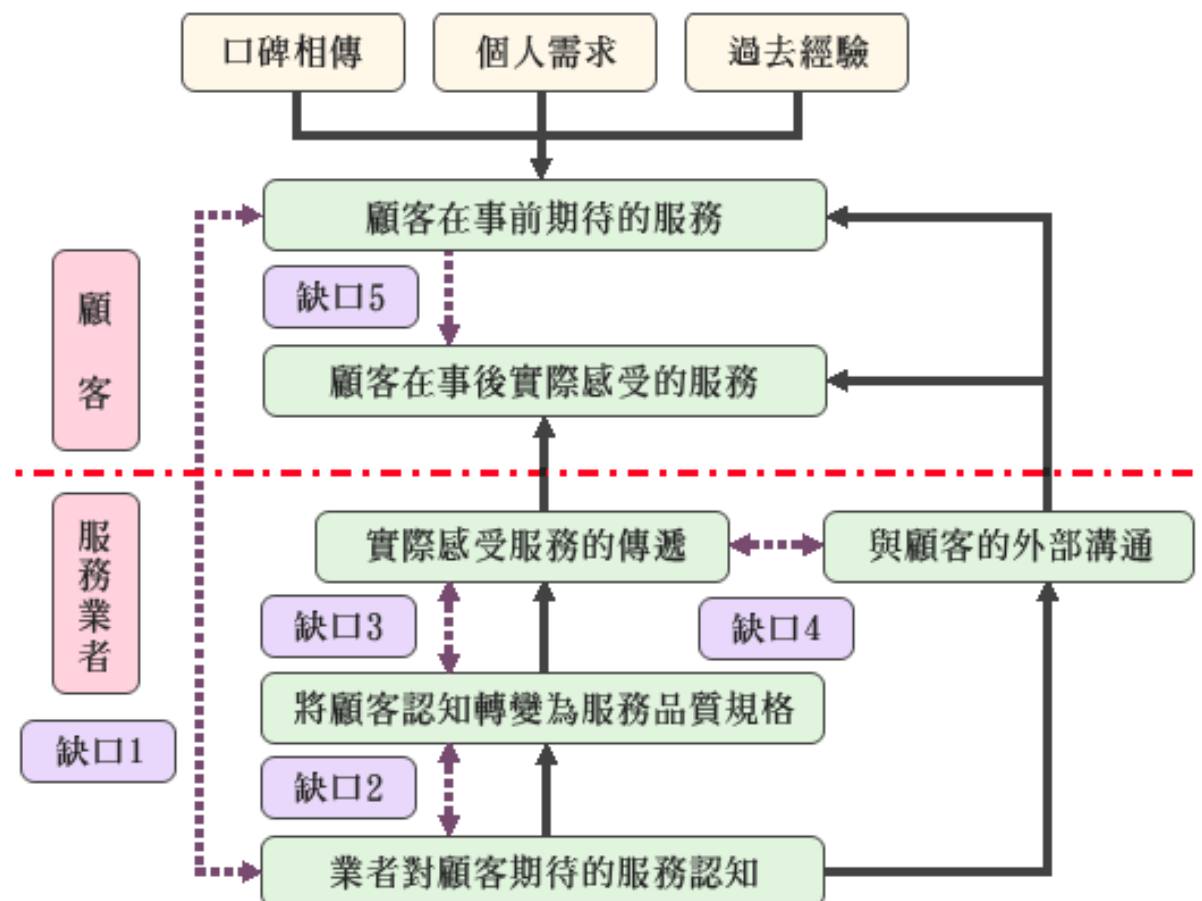 口碑相傳
個人需求
過去經驗
顧客在事前期待的服務
缺口5
顧客
顧客在事後實際感受的服務
服務業者
實際感受服務的傳遞
與顧客的外部溝通
缺口3
缺口4
將顧客認知轉變為服務品質規格
缺口1
缺口2
業者對顧客期待的服務認知